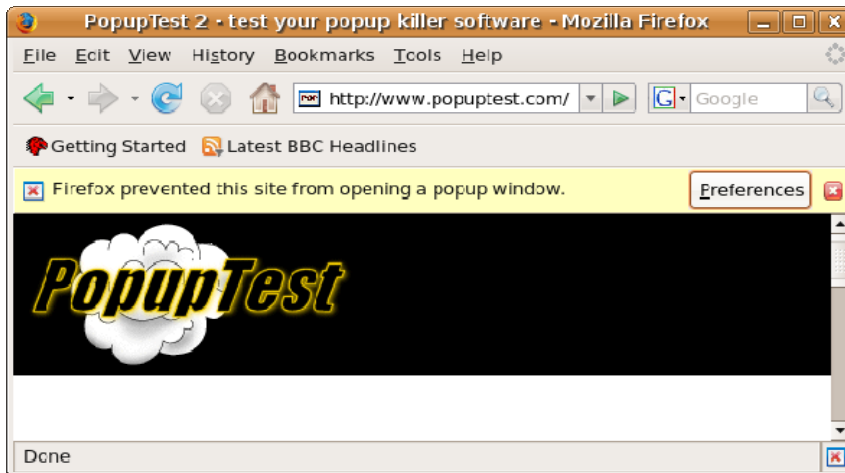 PopupTest 2 - test your popup killer software - Mozilla Firefox
File Edit View History Bookmarks Tools Help
http://www.popuptest.com/ G Google
Getting Started Latest BBC Headlines
Firefox prevented this site from opening a popup window. Preferences
PopupTest
Done